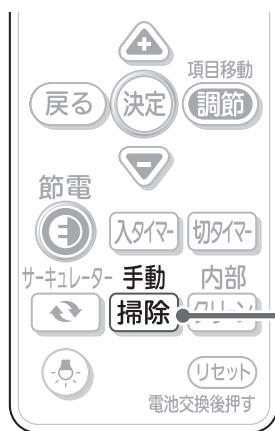 項目移動
戻る 決定 調節
節電
入タイマー 切タイマー
サーキュレーター 手動 内部
掃除 クリーン
リセット
電池交換後押す